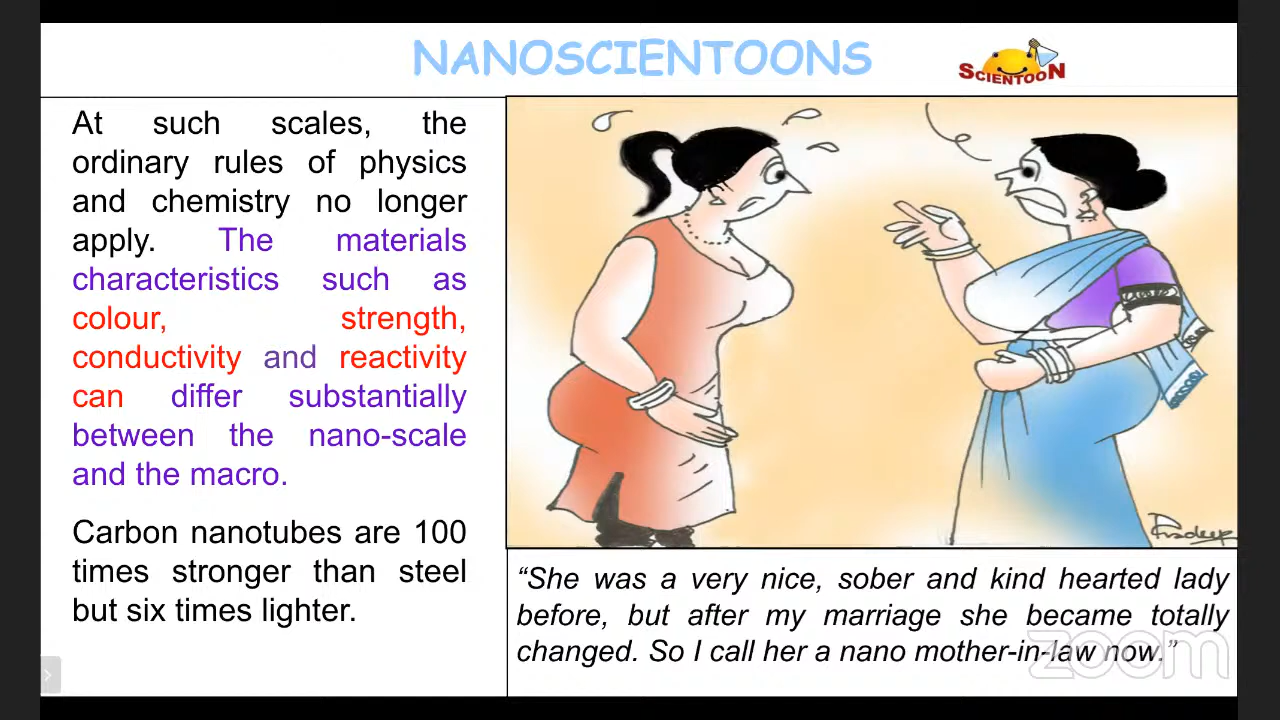 NANOSCIENTOONS
SCIENTOON
At such scales, the
ordinary rules of physics
and chemistry no longer
apply. The materials
characteristics such as
colour, strength,
conductivity and reactivity
can differ substantially
between the nano-scale
and the macro.
Carbon nanotubes are 100
times stronger than steel
but six times lighter.
Pradeep
“She was a very nice, sober and kind hearted lady
before, but after my marriage she became totally
changed. So I call her a nano mother-in-law now.”
zoom